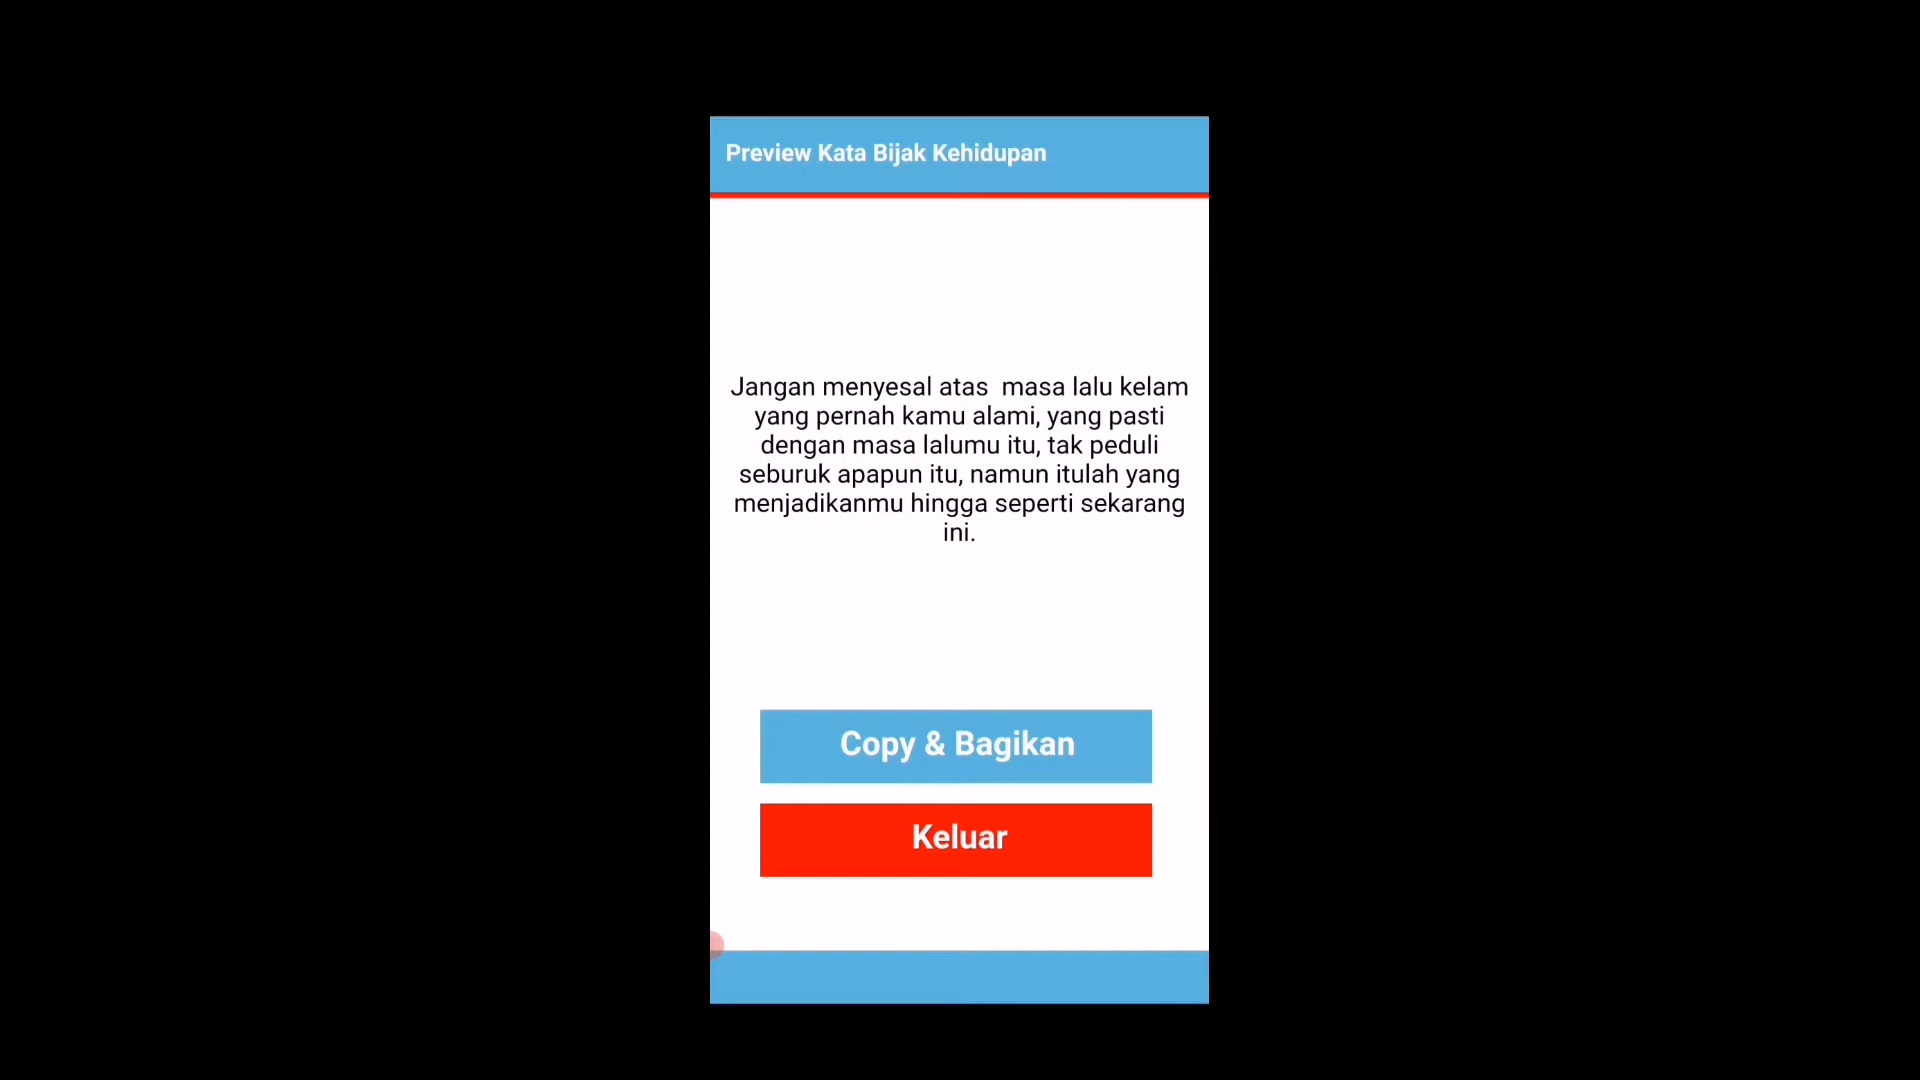 Preview Kata Bijak Kehidupan
Jangan menyesal atas  masa lalu kelam
yang pernah kamu alami, yang pasti
dengan masa lalumu itu, tak peduli
seburuk apapun itu, namun itulah yang
menjadikanmu hingga seperti sekarang
ini.
Copy & Bagikan
Keluar